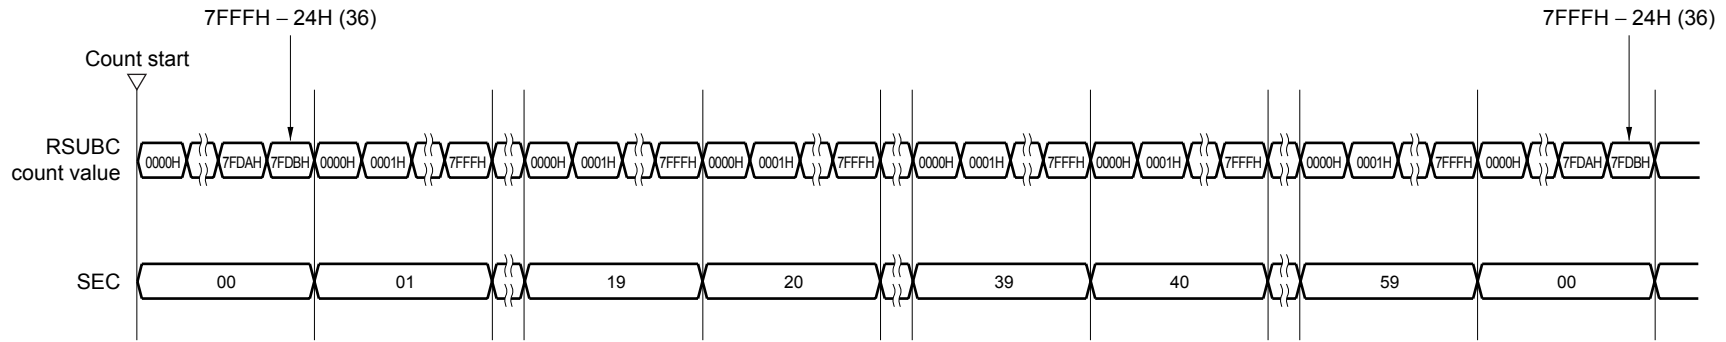 7FFFH – 24H (36) 7FFFH – 24H (36)
Count start
RSUBC
count value
0000H 7FDAH 7FDBH 0000H 0001H 7FFFH 0000H 0001H 7FFFH 0000H 0001H 7FFFH 0000H 0001H 7FFFH 0000H 0001H 7FFFH 0000H 0001H 7FFFH 0000H 7FDAH 7FDBH
SEC 00 01 19 20 39 40 59 00